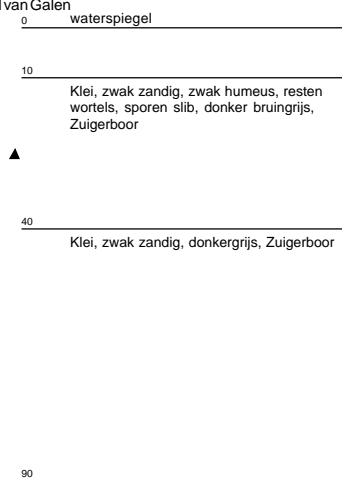 van Galen
0 waterspiegel
10
Klei, zwak zandig, zwak humeus, resten
wortels, sporen slib, donker bruingrijs,
Zuigerboor
40
Klei, zwak zandig, donkergrijs, Zuigerboor
90